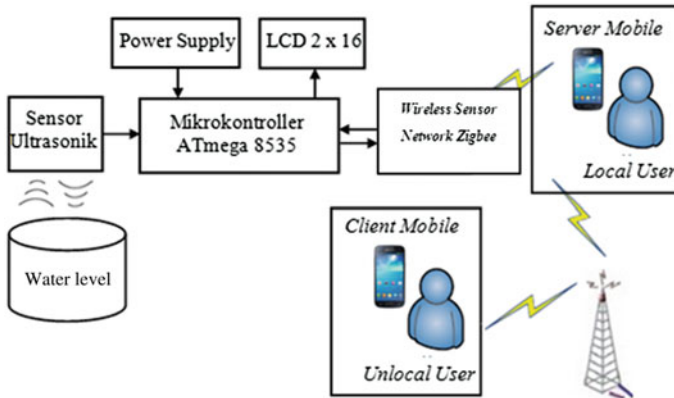 Power Supply
LCD 2 x 16
Server Mobile
Sensor
Ultrasonik
Mikrokontroller
ATmega 8535
Wireless Sensor
Network Zigbee
Local User
Client Mobile
Water level
Unlocal User